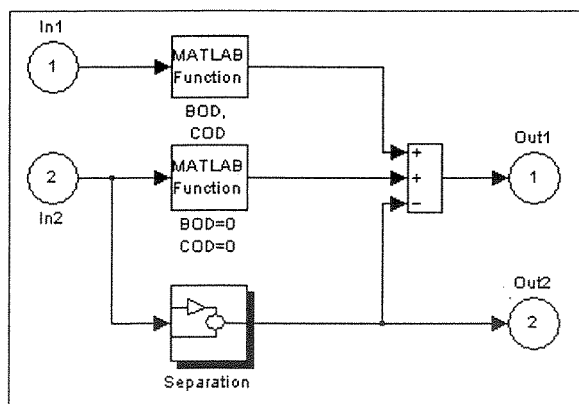 In1
1
MATLAB
Function
BOD,
COD
2
In2
MATLAB
Function
BOD=0
COD=0
+
+
−
Out1
1
Separation
Out2
2